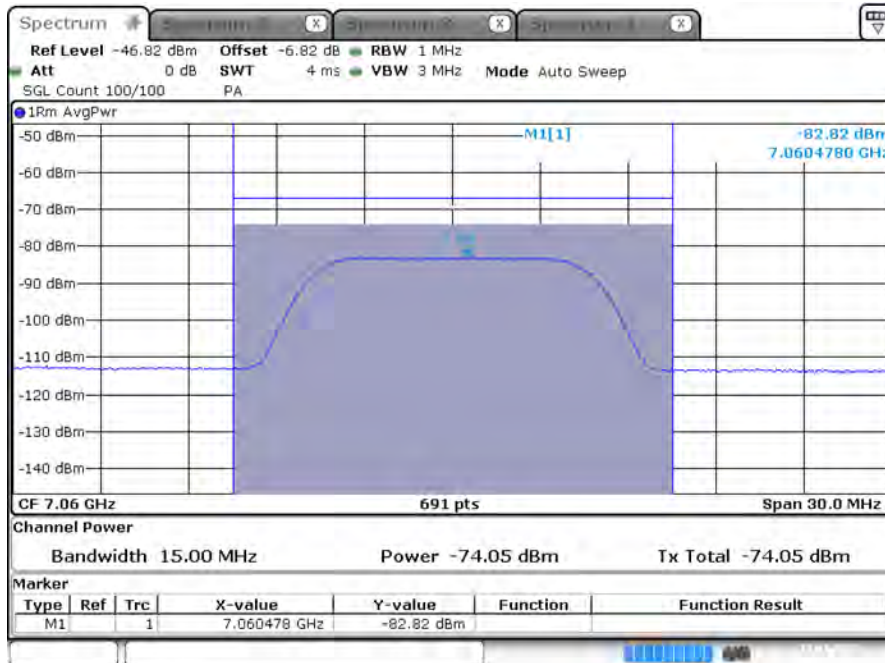 Spectrum
Ref Level -46.82 dBm Offset -6.82 dB RBW 1 MHz
Att 0 dB SWT 4 ms VBW 3 MHz Mode Auto Sweep
SGL Count 100/100 PA
1Rm AvgPwr
M1[1] -82.82 dBm
7.0604780 GHz
-50 dBm
-60 dBm
-70 dBm
-80 dBm
-90 dBm
-100 dBm
-110 dBm
-120 dBm
-130 dBm
-140 dBm
CF 7.06 GHz 691 pts Span 30.0 MHz
Channel Power
Bandwidth 15.00 MHz Power -74.05 dBm Tx Total -74.05 dBm
Marker
Type Ref Trc X-value Y-value Function Function Result
M1 1 7.060478 GHz -82.82 dBm